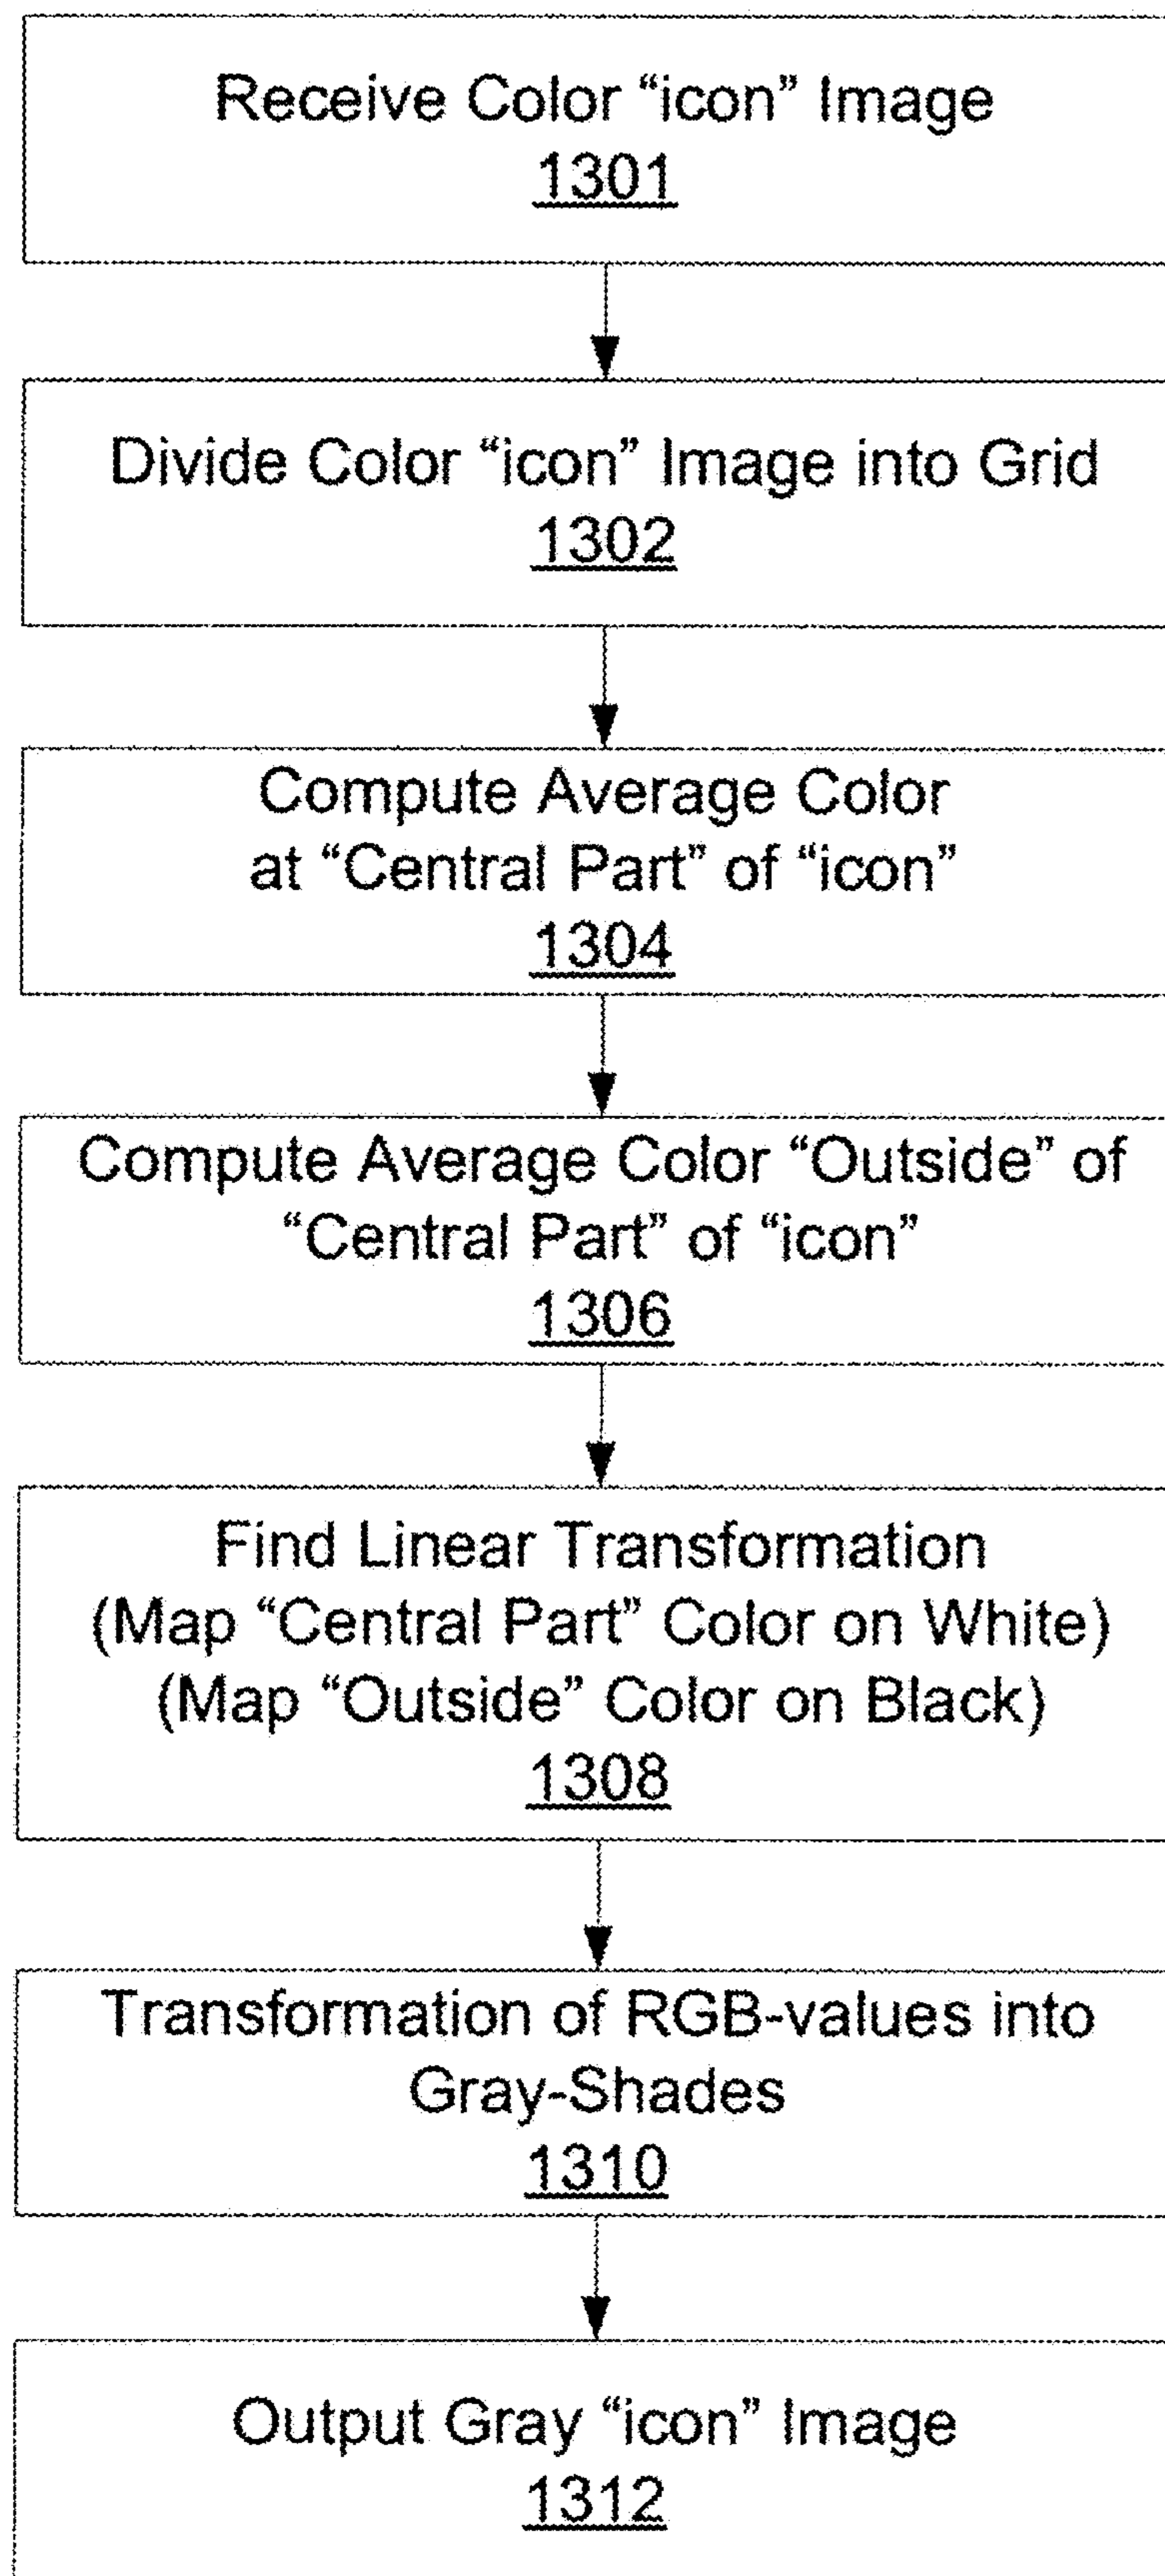 Receive Color “icon” Image
1301
Divide Color “icon” Image into Grid
1302
Compute Average Color
at “Central Part” of “icon”
1304
Compute Average Color “Outside” of
“Central Part” of “icon”
1306
Find Linear Transformation
(Map “Central Part” Color on White)
(Map “Outside” Color on Black)
1308
Transformation of RGB-values into
Gray-Shades
1310
Output Gray “icon” Image
1312